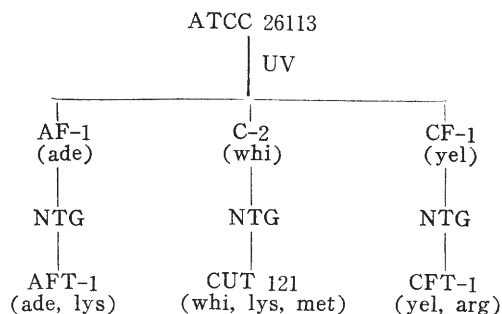 ATCC 26113
UV
AF-1 C-2 CF-1
(ade) (whi) (yel)
NTG NTG NTG
AFT-1 CUT 121 CFT-1
(ade, lys) (whi, lys, met) (yel, arg)